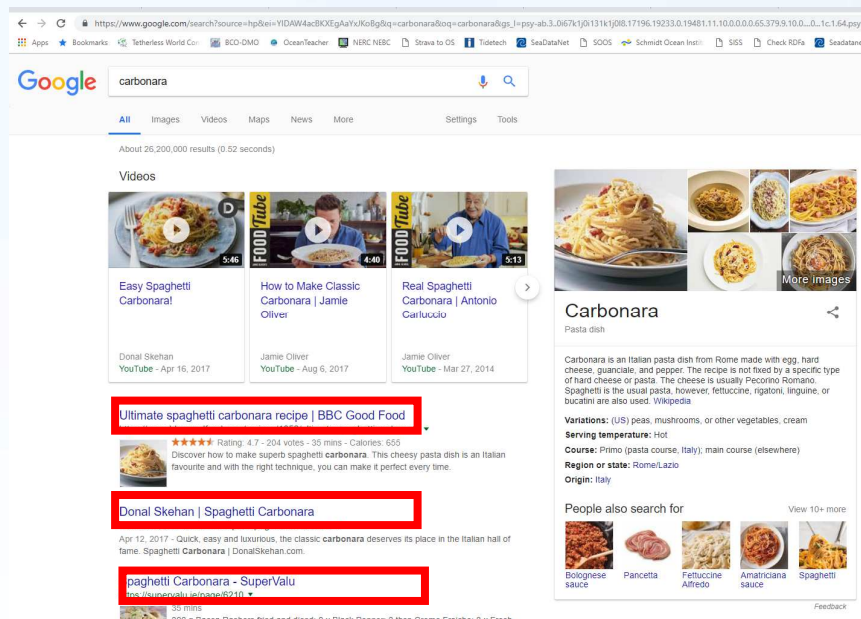 https://www.google.com/search?source=hp&ei=YIDAW4acBKXEgAaYxJKoBg&q=carbonara&oq=carbonara&gs_l=psy-ab.3..0i67k1j0i131k1j0l8.17196.19233.0.19481.11.10.0.0.0.0.65.379.9.10.0...0...1c.1.64.psy
Apps Bookmarks Tetherless World Con BCO-DMO OceanTeacher NERC NEBC Strava to OS Tidetech SeaDataNet SOOS Schmidt Ocean Instit SISS Check RDFa Seadatane
Google carbonara
All Images Videos Maps News More Settings Tools
About 26,200,000 results (0.52 seconds)
Videos
D
FOOD Tube
FOOD Tube
5:46
4:40
5:13
Easy Spaghetti
Carbonara!
Donal Skehan
YouTube - Apr 16, 2017
How to Make Classic
Carbonara | Jamie
Oliver
Jamie Oliver
YouTube - Aug 6, 2017
Real Spaghetti
Carbonara | Antonio
Carluccio
Jamie Oliver
YouTube - Mar 27, 2014
Ultimate spaghetti carbonara recipe | BBC Good Food
Rating: 4.7 - 204 votes - 35 mins - Calories: 655
Discover how to make superb spaghetti carbonara. This cheesy pasta dish is an Italian
favourite and with the right technique, you can make it perfect every time.
Donal Skehan | Spaghetti Carbonara
Apr 12, 2017 - Quick, easy and luxurious, the classic carbonara deserves its place in the Italian hall of
fame. Spaghetti Carbonara | DonalSkehan.com.
paghetti Carbonara - SuperValu
https://supervalu.ie/page/6210
35 mins
More images
Carbonara
Pasta dish
Carbonara is an Italian pasta dish from Rome made with egg, hard
cheese, guanciale, and pepper. The recipe is not fixed by a specific type
of hard cheese or pasta. The cheese is usually Pecorino Romano.
Spaghetti is the usual pasta, however, fettuccine, rigatoni, linguine, or
bucatini are also used. Wikipedia
Variations: (US) peas, mushrooms, or other vegetables, cream
Serving temperature: Hot
Course: Primo (pasta course, Italy); main course (elsewhere)
Region or state: Rome/Lazio
Origin: Italy
People also search for View 10+ more
Bolognese
sauce
Pancetta
Fettuccine
Alfredo
Amatriciana
sauce
Spaghetti
Feedback